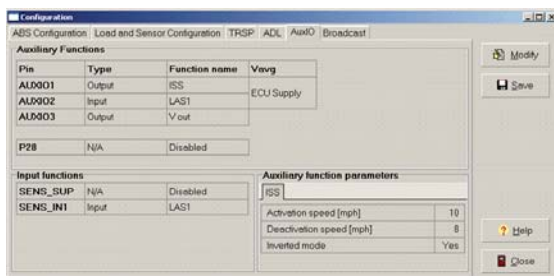 Configuration
ABS Configuration Load and Sensor Configuration TRSP ADL AuxIO Broadcast
Auxiliary Functions
Pin Type Function name Vavg
AUXIO1 Output ISS ECU Supply
AUXIO2 Input LAS1
AUXIO3 Output V out
P28 N/A Disabled
Input functions
SENS_SUP N/A Disabled
SENS_IN1 Input LAS1
Auxiliary function parameters
ISS
Activation speed [mph] 10
Deactivation speed [mph] 8
Inverted mode Yes
Modify
Save
Help
Close